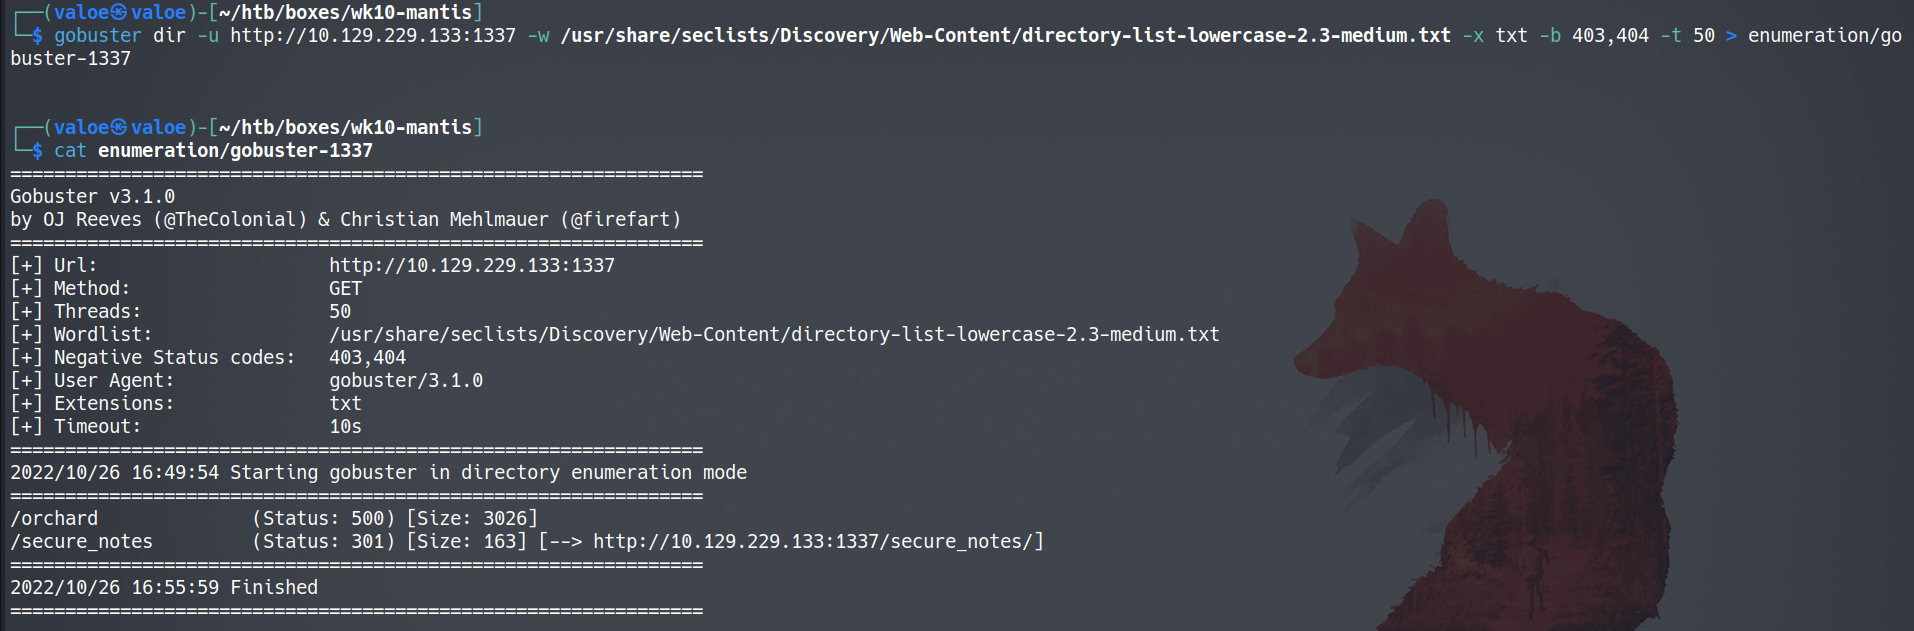 ┌──(valoe㉿valoe)-[~/htb/boxes/wk10-mantis]
└─$ gobuster dir -u http://10.129.229.133:1337 -w /usr/share/seclists/Discovery/Web-Content/directory-list-lowercase-2.3-medium.txt -x txt -b 403,404 -t 50 > enumeration/go
buster-1337
┌──(valoe㉿valoe)-[~/htb/boxes/wk10-mantis]
└─$ cat enumeration/gobuster-1337
===============================================================
Gobuster v3.1.0
by OJ Reeves (@TheColonial) & Christian Mehlmauer (@firefart)
===============================================================
[+] Url:                     http://10.129.229.133:1337
[+] Method:                  GET
[+] Threads:                 50
[+] Wordlist:                /usr/share/seclists/Discovery/Web-Content/directory-list-lowercase-2.3-medium.txt
[+] Negative Status codes:   403,404
[+] User Agent:              gobuster/3.1.0
[+] Extensions:              txt
[+] Timeout:                 10s
===============================================================
2022/10/26 16:49:54 Starting gobuster in directory enumeration mode
===============================================================
/orchard              (Status: 500) [Size: 3026]
/secure_notes         (Status: 301) [Size: 163] [--> http://10.129.229.133:1337/secure_notes/]
===============================================================
2022/10/26 16:55:59 Finished
===============================================================